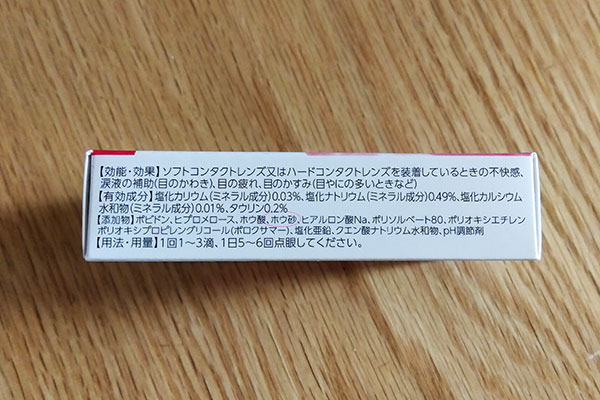 【効能・効果】ソフトコンタクトレンズ又はハードコンタクトレンズを装着しているときの不快感、
涙液の補助(目のかわき)、目の疲れ、目のかすみ(目やにの多いときなど)
【有効成分】塩化カリウム(ミネラル成分)0.03%、塩化ナトリウム(ミネラル成分)0.49%、塩化カルシウム
水和物(ミネラル成分)0.01%、タウリン0.2%
【添加物】ポビドン、ヒプロメロース、ホウ酸、ホウ砂、ヒアルロン酸Na、ポリソルベート80、ポリオキシエチレン
ポリオキシプロピレングリコール(ポロクサマー)、塩化亜鉛、クエン酸ナトリウム水和物、pH調節剤
【用法・用量】1回1〜3滴、1日5〜6回点眼してください。